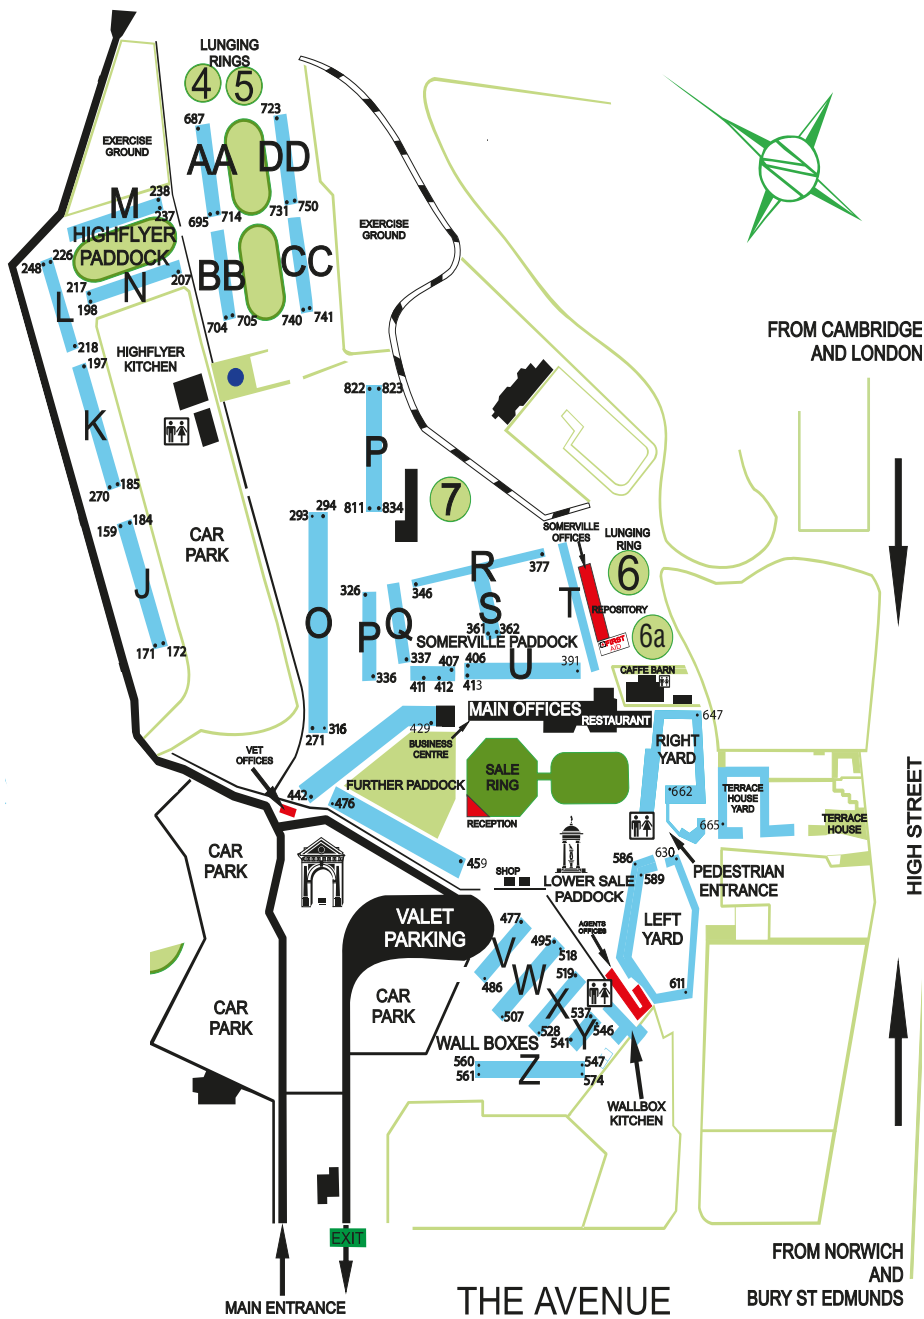 LUNGING
RINGS
4
5
687
723
EXERCISE
GROUND
AA
DD
238
M
237
695
714
731
750
HIGHFLYER
PADDOCK
EXERCISE
GROUND
226
248
207
N
BB
CC
217
198
L
704
705
740
741
218
FROM CAMBRIDGE
AND LONDON
HIGHFLYER
KITCHEN
197
822
823
K
P
270
185
811
834
7
159
184
293
294
CAR
PARK
SOMERVILLE
OFFICES
LUNGING
RING
6
377
R
J
326
346
S
T
REPOSITORY
O
P
Q
361
362
FIRST
AID
6a
171
172
SOMERVILLE PADDOCK
337
407
406
U
391
CAFFE BARN
336
411
412
413
MAIN OFFICES
RESTAURANT
647
271
316
429
BUSINESS
CENTRE
RIGHT
YARD
VET
OFFICES
FURTHER PADDOCK
SALE
RING
442
476
662
TERRACE
HOUSE
YARD
RECEPTION
665
TERRACE
HOUSE
HIGH STREET
CAR
PARK
459
SHOP
586
630
589
PEDESTRIAN
ENTRANCE
LOWER SALE
PADDOCK
VALET
PARKING
477
AGENTS
OFFICES
LEFT
YARD
495
518
V
519
486
W
611
CAR
PARK
CAR
PARK
X
507
537
546
528
541
Y
WALL BOXES
560
561
Z
547
574
WALLBOX
KITCHEN
EXIT
FROM NORWICH
AND
BURY ST EDMUNDS
MAIN ENTRANCE
THE AVENUE